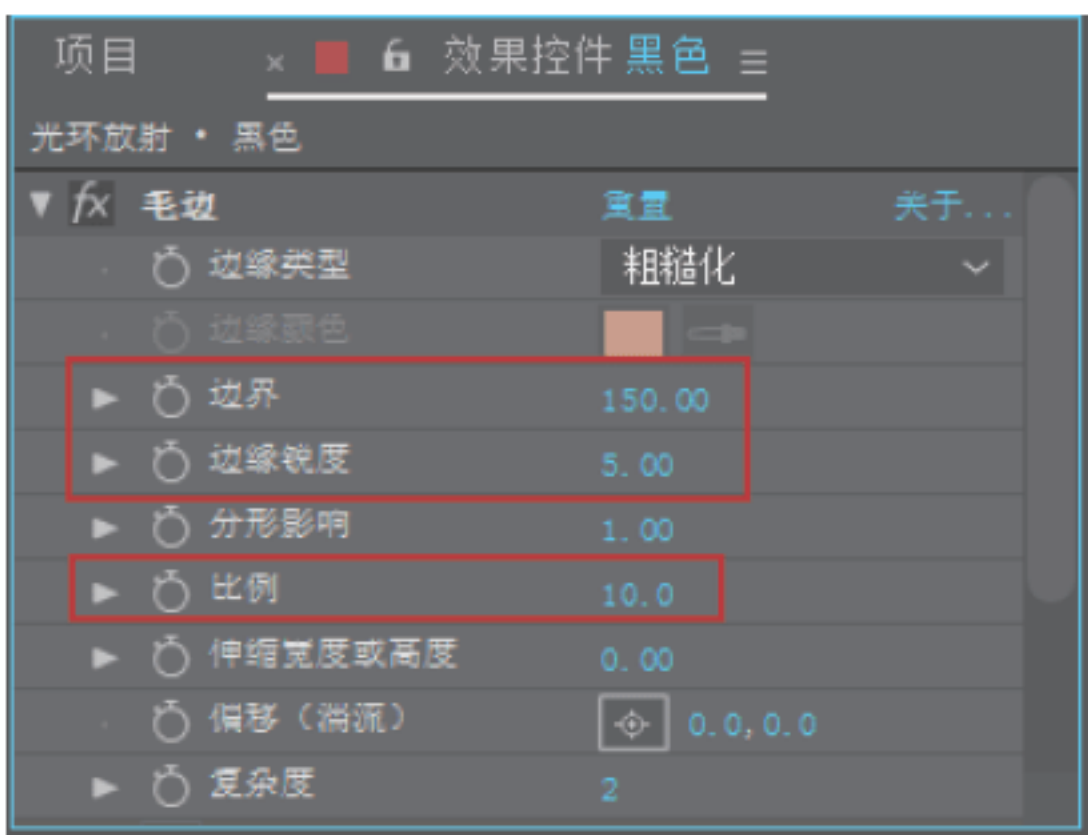 项目 × 效果控件 黑色 ≡
光环放射 · 黑色
fx 毛边 重置 关于...
边缘类型 粗糙化
边缘颜色
边界 150.00
边缘锐度 5.00
分形影响 1.00
比例 10.0
伸缩宽度或高度 0.00
偏移（湍流） 0.0,0.0
复杂度 2